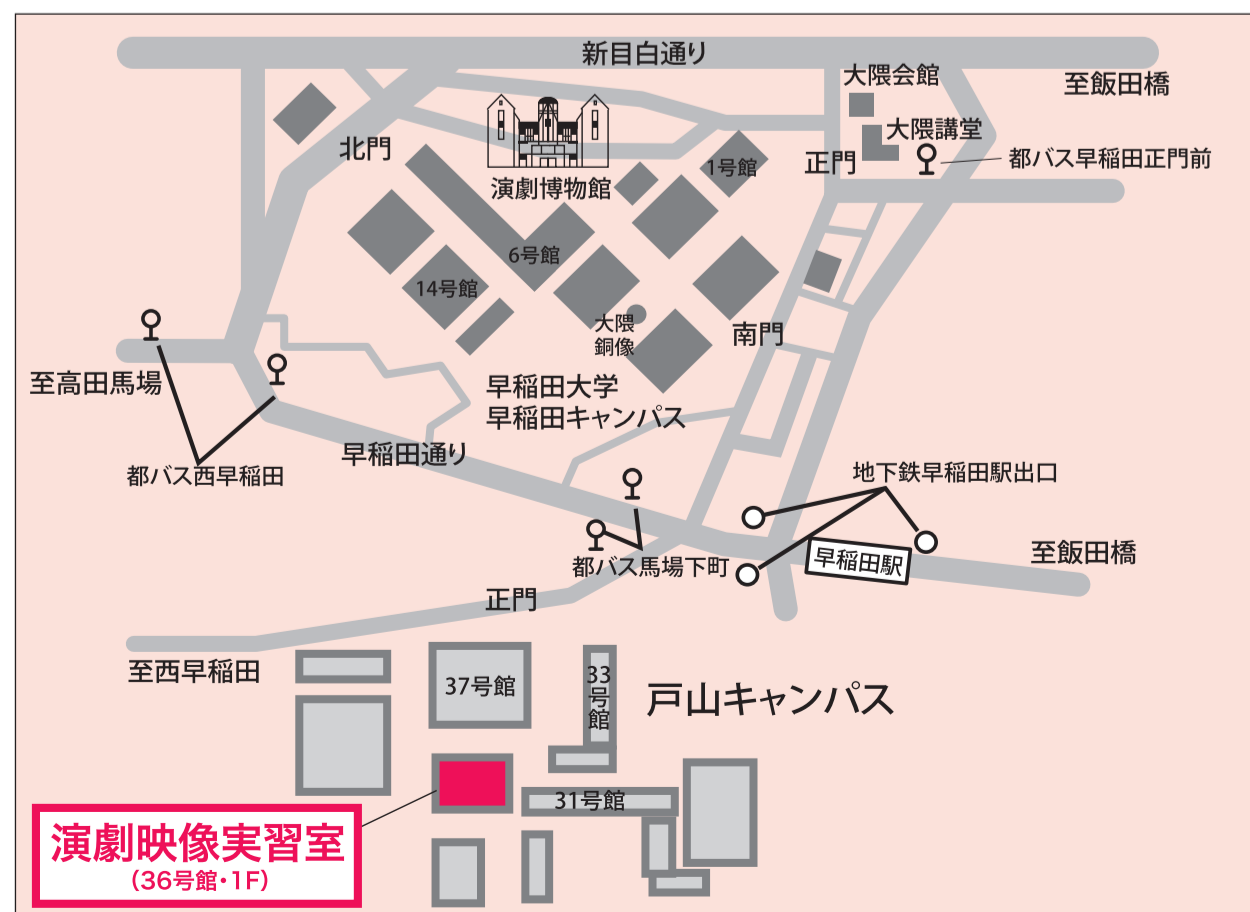 新目白通り
大隈会館
至飯田橋
大隈講堂
北門
1号館
正門
都バス早稲田正門前
演劇博物館
6号館
14号館
大隈
銅像
南門
至高田馬場
早稲田大学
早稲田キャンパス
早稲田通り
都バス西早稲田
地下鉄早稲田駅出口
早稲田駅
至飯田橋
都バス馬場下町
正門
至西早稲田
37号館
33号館
戸山キャンパス
31号館
演劇映像実習室
(36号館・1F)